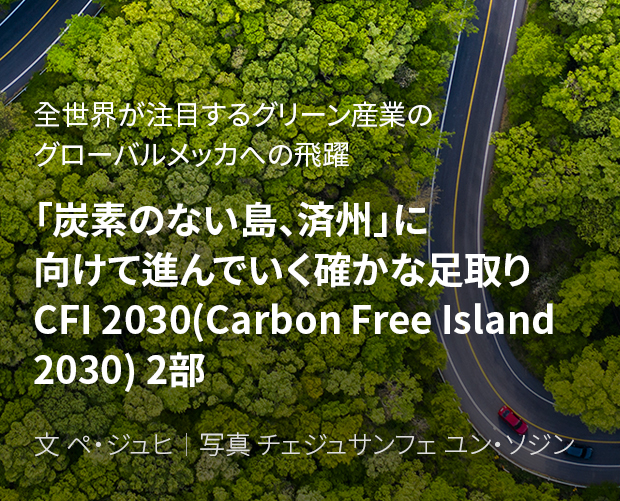 全世界が注目するグリーン産業の
グローバルメッカへの飛躍
「炭素のない島、済州」に
向けて進んでいく確かな足取り
CFI 2030(Carbon Free Island
2030) 2部
文 ペ・ジュヒ｜写真 チェジュサンフェ ユン・ソジン